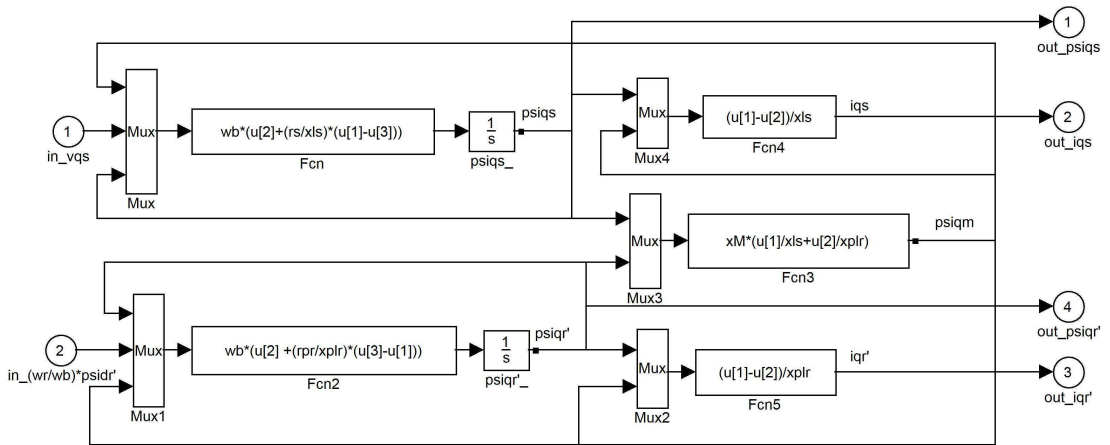 1
out_psiqs
psiqs
iqs
1
in_vqs
Mux
Mux
wb*(u[2]+(rs/xls)*(u[1]-u[3]))
Fcn
1
s
psiqs_
Mux
Mux4
(u[1]-u[2])/xls
Fcn4
2
out_iqs
Mux
Mux3
xM*(u[1]/xls+u[2]/xplr)
Fcn3
psiqm
4
out_psiqr'
psiqr'
iqr'
2
in_(wr/wb)*psidr'
Mux
Mux1
wb*(u[2] +(rpr/xplr)*(u[3]-u[1]))
Fcn2
1
s
psiqr'_
Mux
Mux2
(u[1]-u[2])/xplr
Fcn5
3
out_iqr'